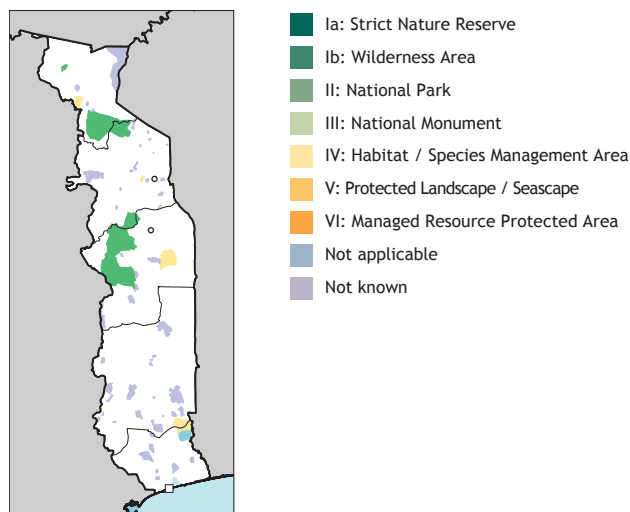 Ia: Strict Nature Reserve
Ib: Wilderness Area
II: National Park
III: National Monument
IV: Habitat / Species Management Area
V: Protected Landscape / Seascape
VI: Managed Resource Protected Area
Not applicable
Not known